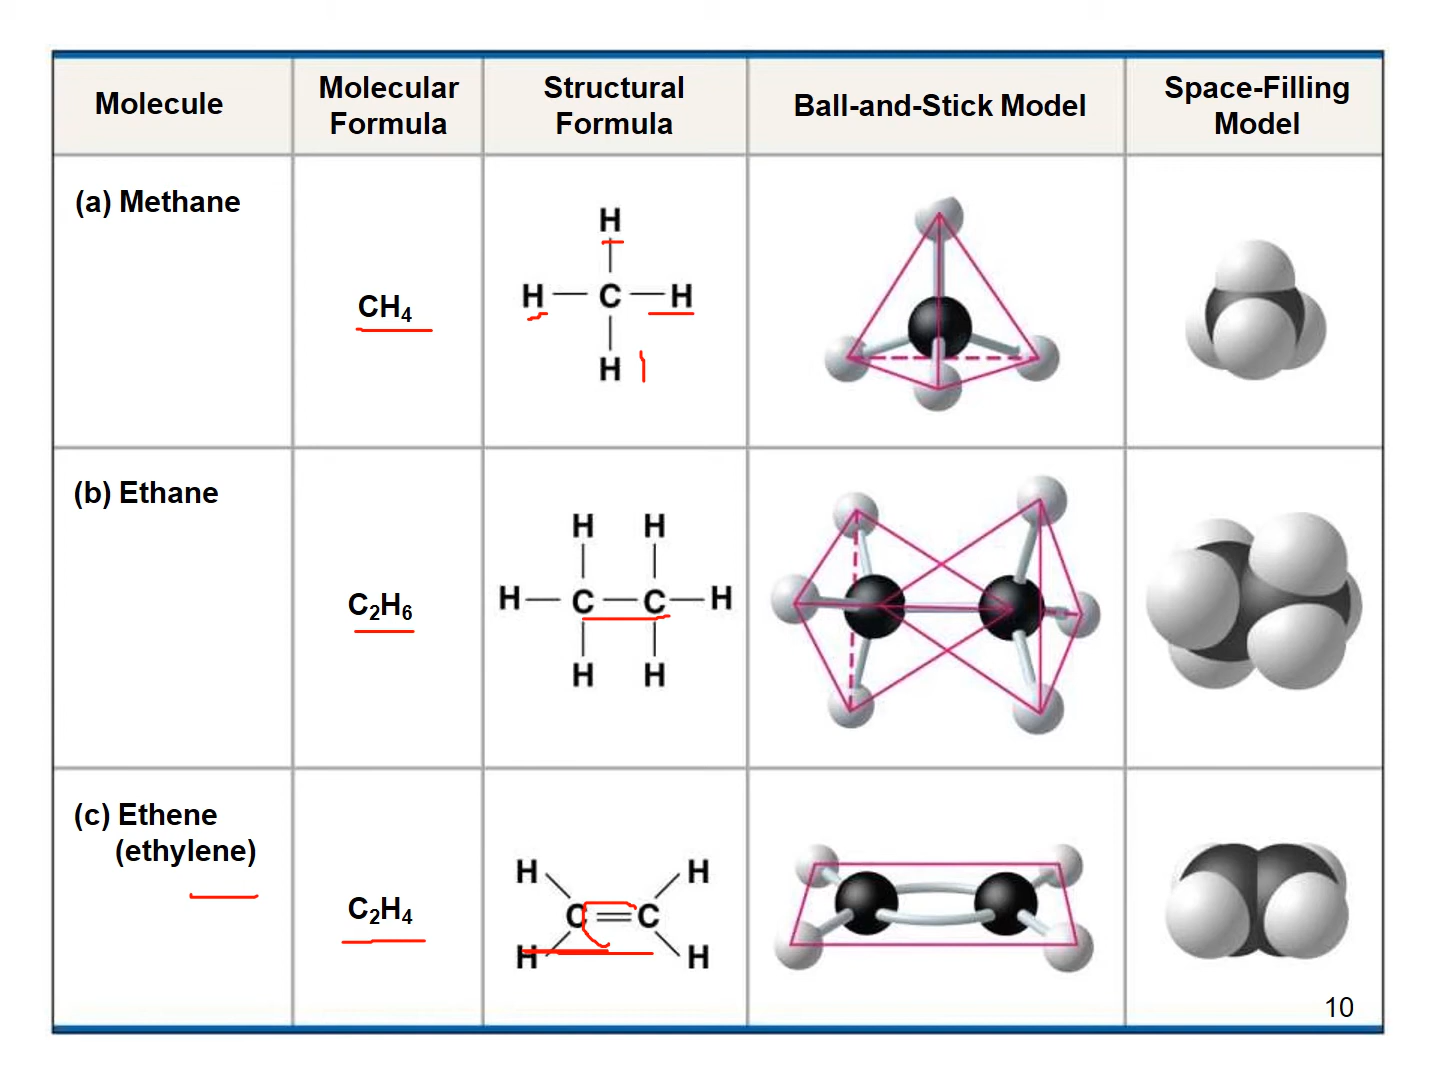 Molecule
Molecular
Formula
Structural
Formula
Ball-and-Stick Model
Space-Filling
Model
(a) Methane
CH₄
H
H — C — H
H
(b) Ethane
C₂H₆
H H
H — C — C — H
H H
(c) Ethene
(ethylene)
C₂H₄
H H
C = C
H H
10